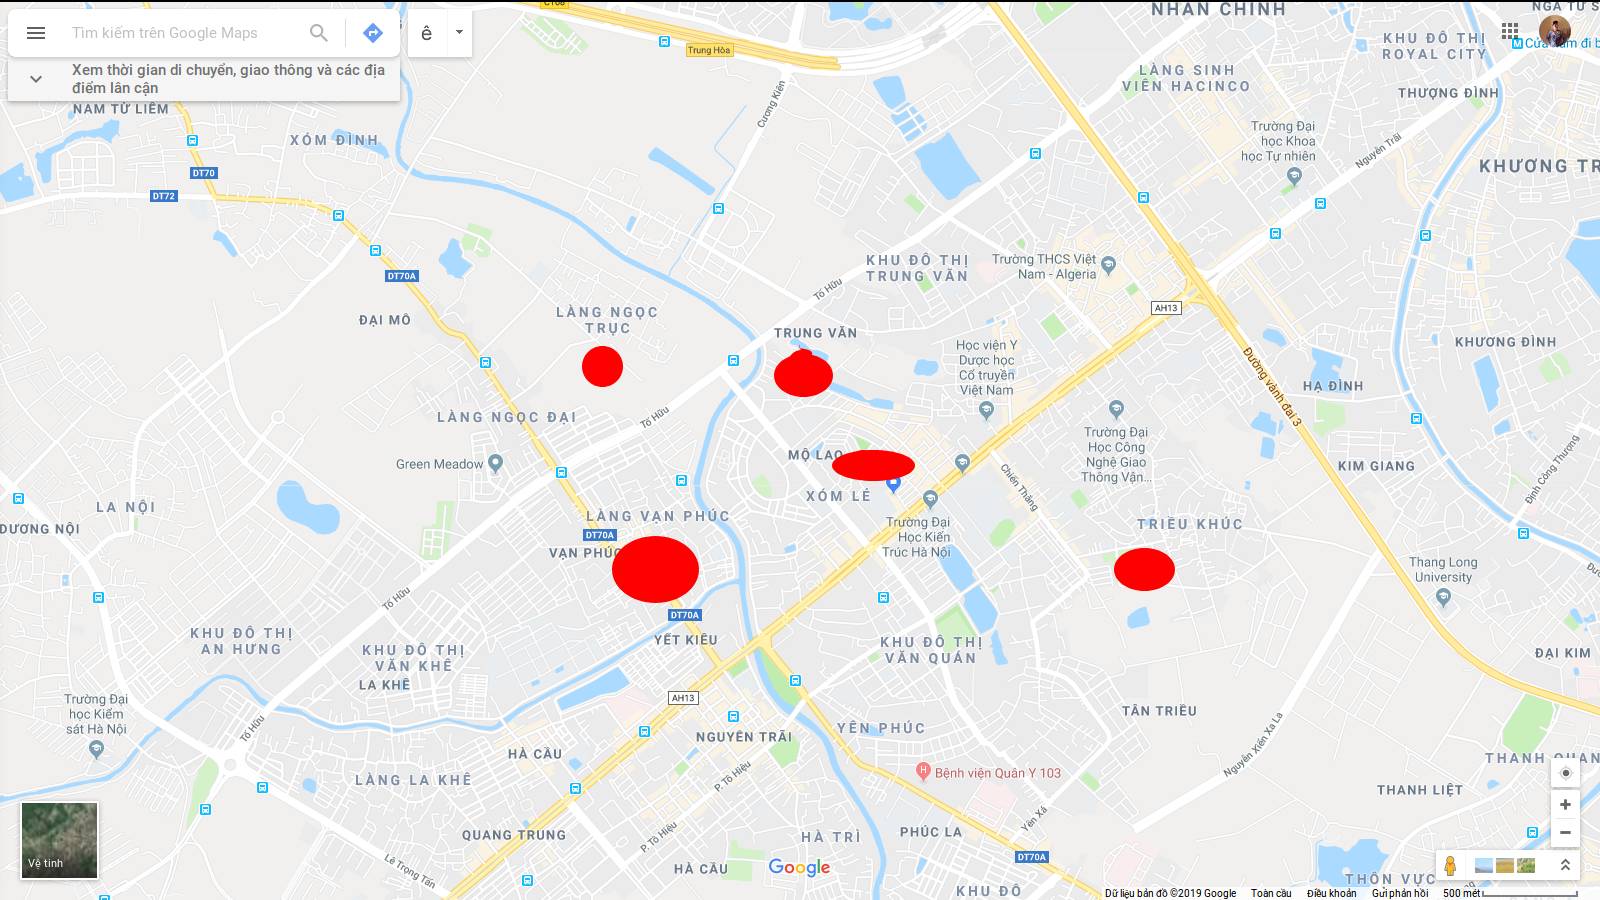 C108
NHÂN CHÍNH
Tìm kiếm trên Google Maps
ê
Xem thời gian di chuyển, giao thông và các địa
điểm lân cận
NAM TỪ LIÊM
XÓM ĐÌNH
Trung Hòa
Cương Kiên
LÀNG SINH
VIÊN HACINCO
KHU ĐÔ THỊ
ROYAL CITY
THƯỢNG ĐÌNH
Trường Đại
học Khoa
học Tự nhiên
Nguyễn Trãi
KHƯƠNG TR
DT70
DT72
DT70A
KHU ĐÔ THỊ
TRUNG VĂN
Trường THCS Việt
Nam - Algeria
Tố Hữu
AH13
LÀNG NGỌC
TRỤC
ĐẠI MỖ
TRUNG VĂN
Học viện Y
Dược học
Cổ truyền
Việt Nam
KHƯƠNG ĐÌNH
Đường vành đai 3
HẠ ĐÌNH
LÀNG NGỌC ĐẠI
Tố Hữu
Green Meadow
MỘ LAO
XÓM LÊ
Trường Đại
Học Công
Nghệ Giao
Thông Vận...
KIM GIANG
Định Công Thượng
Chiến Thắng
LA NỘI
DƯƠNG NỘI
LÀNG VẠN PHÚC
DT70A
VẠN PHÚC
Trường Đại
Học Kiến
Trúc Hà Nội
TRIỀU KHÚC
Thang Long
University
Tố Hữu
DT70A
YẾT KIÊU
KHU ĐÔ THỊ
AN HƯNG
KHU ĐÔ THỊ
VĂN KHÊ
LA KHÊ
KHU ĐÔ THỊ
VĂN QUÁN
ĐẠI KIM
Trường Đại
học Kiểm
sát Hà Nội
AH13
TÂN TRIỀU
Tố Hữu
HÀ CẦU
NGUYỄN TRÃI
YÊN PHÚC
Nguyễn Xiển Xa La
LÀNG LA KHÊ
P. Tô Hiệu
Bệnh viện Quân Y 103
THANH LIỆT
QUANG TRUNG
P. Tô Hiệu
HÀ TRÌ
PHÚC LA
Yên Xá
Lê Trọng Tấn
Vệ tinh
HÀ CẦU
Google
DT70A
KHU ĐÔ
THÔN VỰC
Dữ liệu bản đồ ©2019 Google Toàn cầu Điều khoản Gửi phản hồi 500 mét